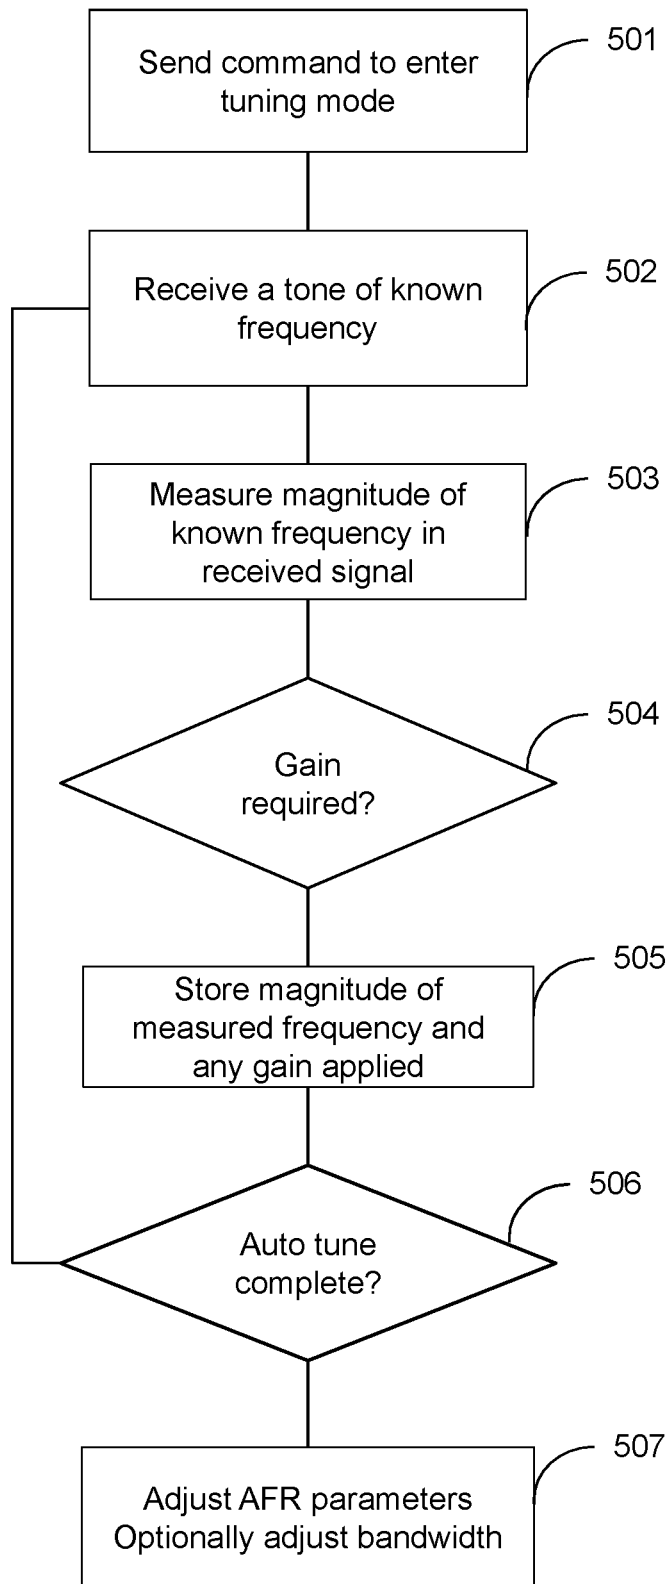 Send command to enter
tuning mode
501
Receive a tone of known
frequency
502
Measure magnitude of
known frequency in
received signal
503
Gain
required?
504
Store magnitude of
measured frequency and
any gain applied
505
Auto tune
complete?
506
Adjust AFR parameters
Optionally adjust bandwidth
507